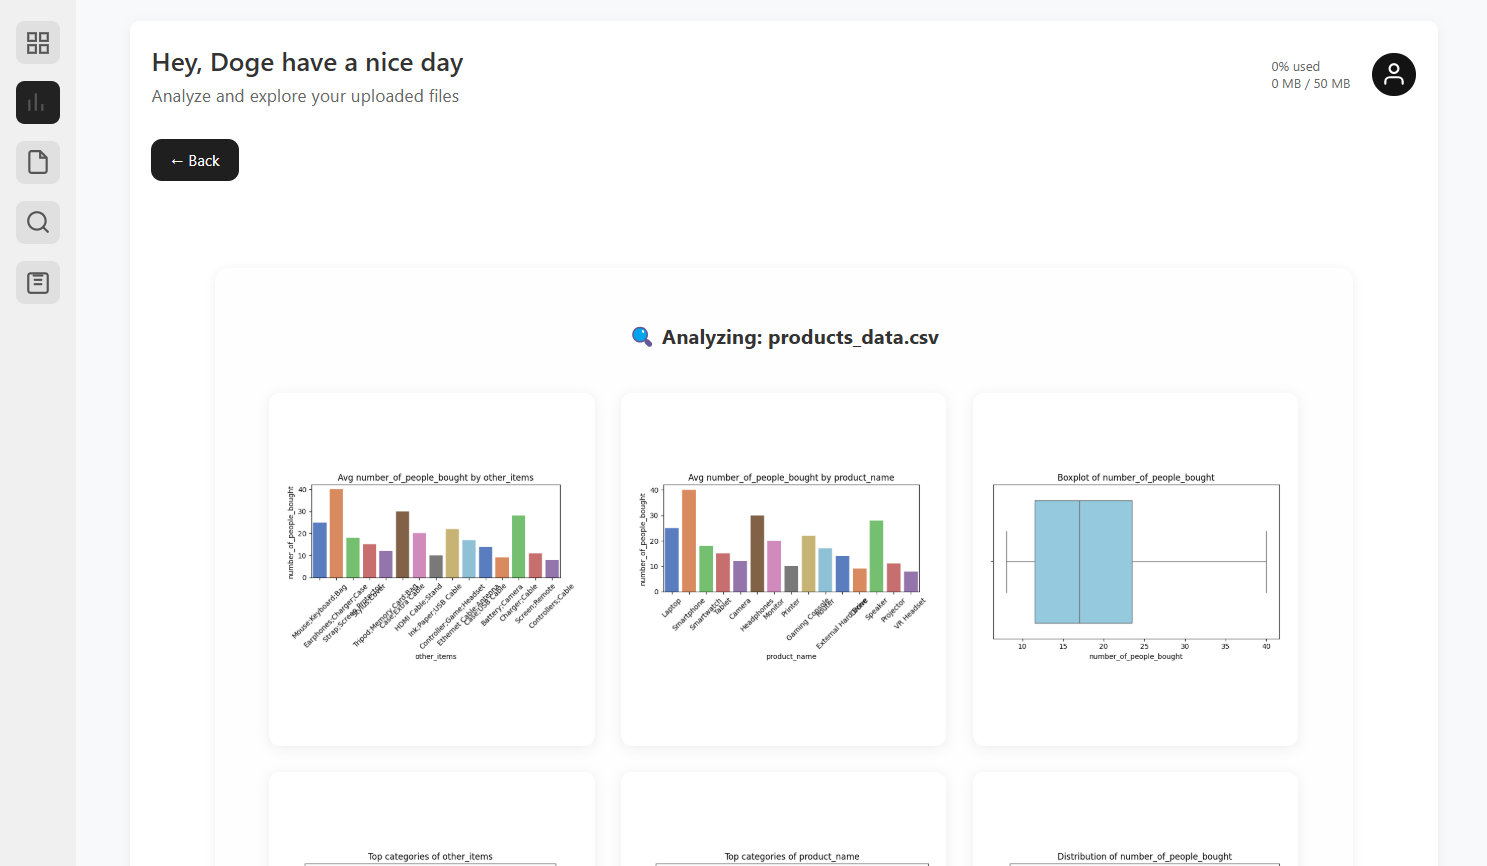 Hey, Doge have a nice day
Analyze and explore your uploaded files
0% used
0 MB / 50 MB
← Back
Analyzing: products_data.csv
Avg number_of_people_bought by other_items
number_of_people_bought
40
30
20
10
0
Mouse;Keyboard;Bag
Earphones;Charger;Case
Strap;Screen Protector
Stylus;Cover
Tripod;Memory Card;Bag
Case;Extra Cable
HDMI Cable;Stand
Ink;Paper;USB Cable
Controller;Game;Headset
Ethernet Cable;Antenna
Case;USB Cable
Battery;Camera
Charger;Cable
Screen;Remote
Controllers;Cable
other_items
Avg number_of_people_bought by product_name
number_of_people_bought
40
30
20
10
0
Laptop
Smartphone
Smartwatch
Tablet
Camera
Headphones
Monitor
Printer
Gaming Console
Router
External Hard Drive
Drone
Speaker
Projector
VR Headset
product_name
Boxplot of number_of_people_bought
10 15 20 25 30 35 40
number_of_people_bought
Top categories of other_items
Top categories of product_name
Distribution of number_of_people_bought